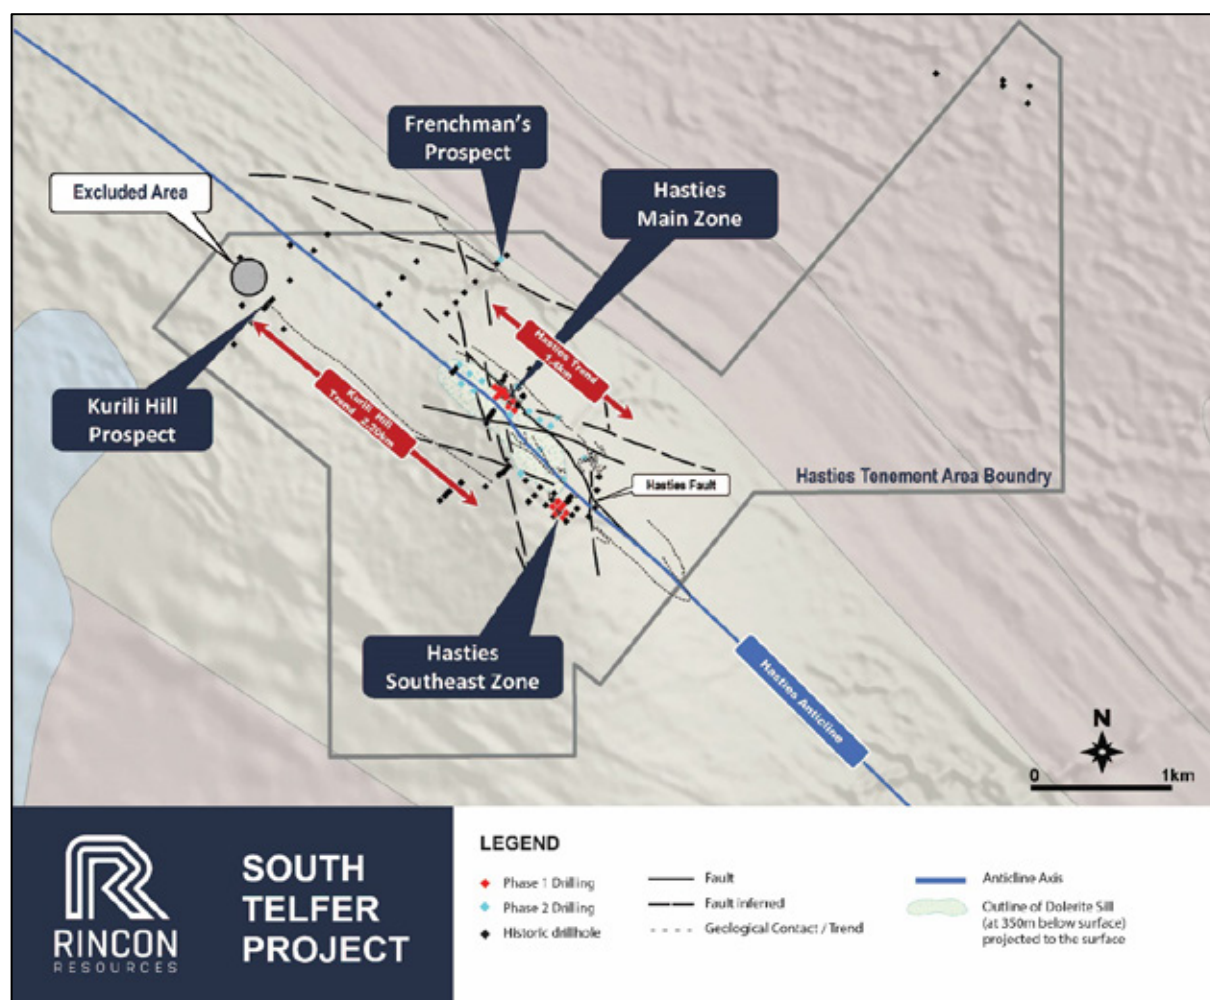 Frenchman's
Prospect
Hasties
Main Zone
Excluded Area
Hasties Trend
1.4km
Kurili Hill
Trend 2.20km
Kurili Hill
Prospect
Hasties Tenement Area Boundry
Hasties Fault
Hasties
Southeast Zone
Hasties Anticline
N
0 1km
RINCON
RESOURCES
SOUTH
TELFER
PROJECT
LEGEND
Phase 1 Drilling
Phase 2 Drilling
Historic drillhole
Fault
Fault inferred
Geological Contact / Trend
Anticline Axis
Outline of Dolerite Sill
(at 350m below surface)
projected to the surface